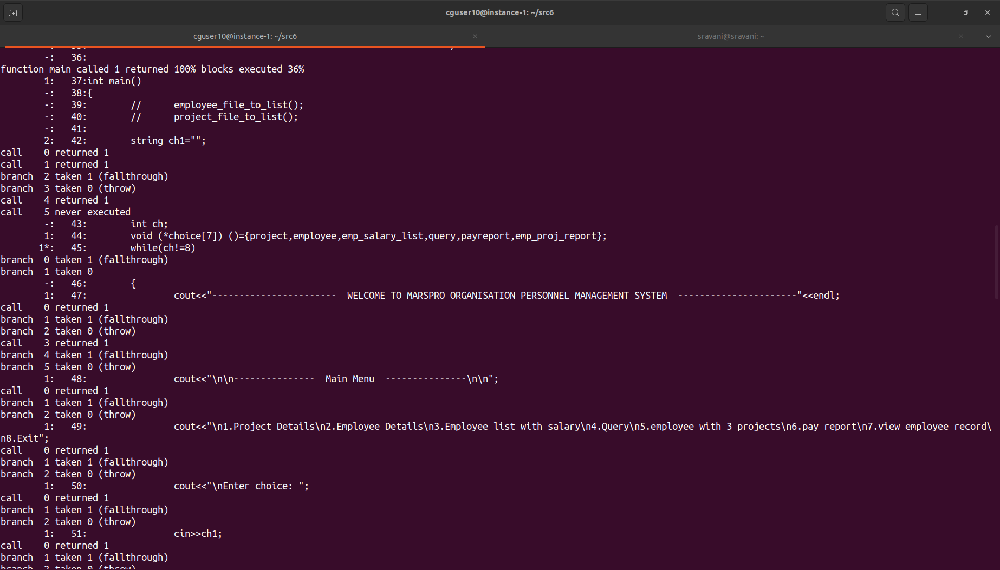 cguser10@instance-1: ~/src6
cguser10@instance-1: ~/src6
sravani@sravani: ~
-:   36:
function main called 1 returned 100% blocks executed 36%
        1:   37:int main()
        -:   38:{
        -:   39:        //      employee_file_to_list();
        -:   40:        //      project_file_to_list();
        -:   41:
        2:   42:        string ch1="";
call    0 returned 1
call    1 returned 1
branch  2 taken 1 (fallthrough)
branch  3 taken 0 (throw)
call    4 returned 1
call    5 never executed
        -:   43:        int ch;
        1:   44:        void (*choice[7]) ()={project,employee,emp_salary_list,query,payreport,emp_proj_report};
       1*:   45:        while(ch!=8)
branch  0 taken 1 (fallthrough)
branch  1 taken 0
        -:   46:        {
        1:   47:                cout<<"-----------------------  WELCOME TO MARSPRO ORGANISATION PERSONNEL MANAGEMENT SYSTEM  ----------------------"<<endl;
call    0 returned 1
branch  1 taken 1 (fallthrough)
branch  2 taken 0 (throw)
call    3 returned 1
branch  4 taken 1 (fallthrough)
branch  5 taken 0 (throw)
        1:   48:                cout<<"\n\n---------------  Main Menu  ---------------\n\n";
call    0 returned 1
branch  1 taken 1 (fallthrough)
branch  2 taken 0 (throw)
        1:   49:                cout<<"\n1.Project Details\n2.Employee Details\n3.Employee list with salary\n4.Query\n5.employee with 3 projects\n6.pay report\n7.view employee record\
n8.Exit";
call    0 returned 1
branch  1 taken 1 (fallthrough)
branch  2 taken 0 (throw)
        1:   50:                cout<<"\nEnter choice: ";
call    0 returned 1
branch  1 taken 1 (fallthrough)
branch  2 taken 0 (throw)
        1:   51:                cin>>ch1;
call    0 returned 1
branch  1 taken 1 (fallthrough)
branch  2 taken 0 (throw)